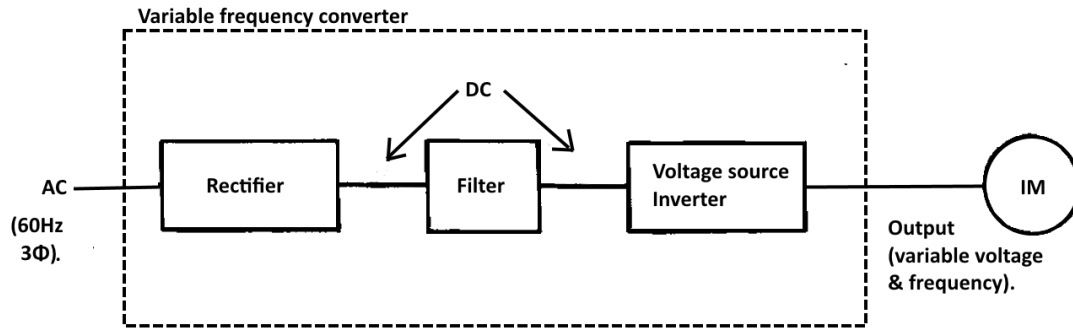 Variable frequency converter
DC
AC
(60Hz
3Φ).
Rectifier
Filter
Voltage source
Inverter
IM
Output
(variable voltage
& frequency).